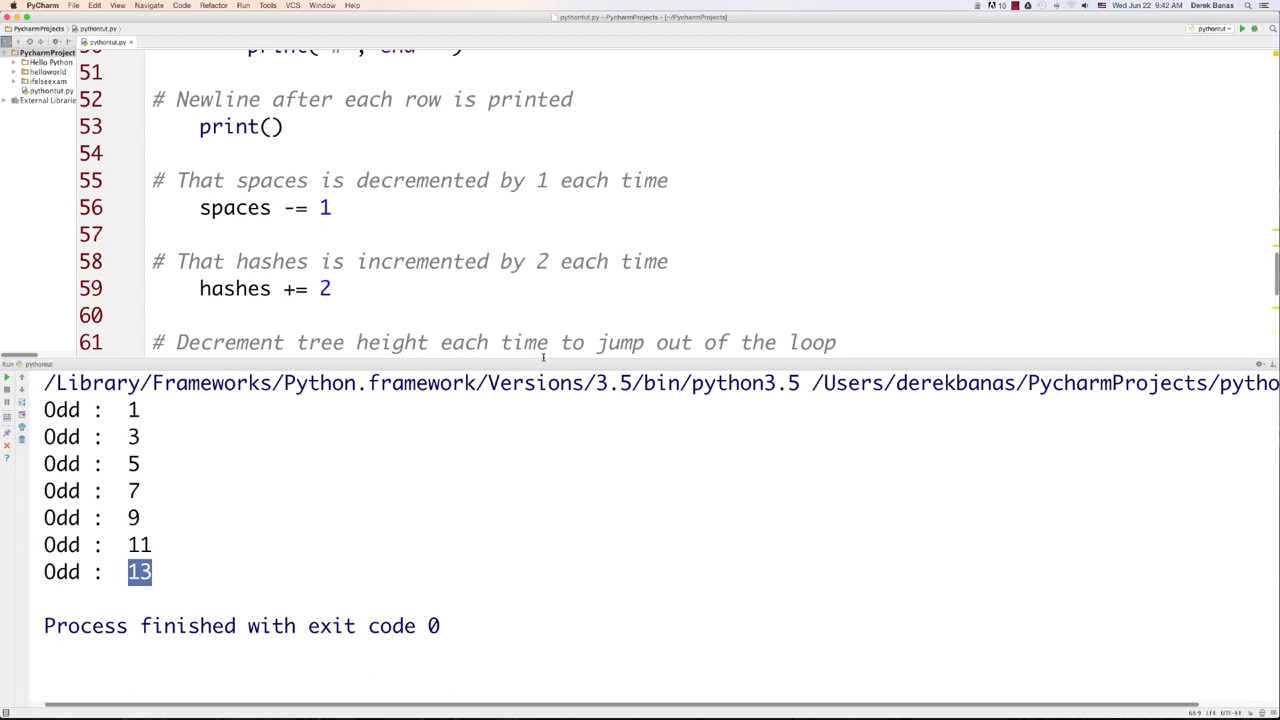 PyCharm File Edit View Navigate Code Refactor Run Tools VCS Window Help 10 Wed Jun 22 9:42 AM Derek Banas
pythontut.py - PycharmProjects - [~/PycharmProjects]
PycharmProjects pythontut.py pythontut
pythontut.py
PycharmProject
Hello Python
helloworld
ifelseexam
pythontut.py
External Librarie
51
52 # Newline after each row is printed
53 print()
54
55 # That spaces is decremented by 1 each time
56 spaces -= 1
57
58 # That hashes is incremented by 2 each time
59 hashes += 2
60
61 # Decrement tree height each time to jump out of the loop
Run pythontut
/Library/Frameworks/Python.framework/Versions/3.5/bin/python3.5 /Users/derekbanas/PycharmProjects/pytho
Odd :  1
Odd :  3
Odd :  5
Odd :  7
Odd :  9
Odd :  11
Odd :  13
Process finished with exit code 0
68:9 LF÷ UTF-8÷